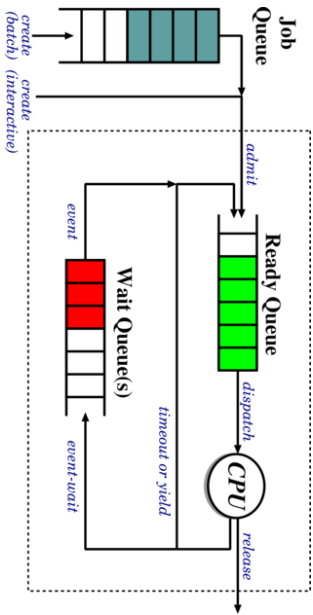 Job
Queue
create
(batch)
create
(interactive)
admit
Ready Queue
dispatch
CPU
release
timeout or yield
event
Wait Queue(s)
event-wait